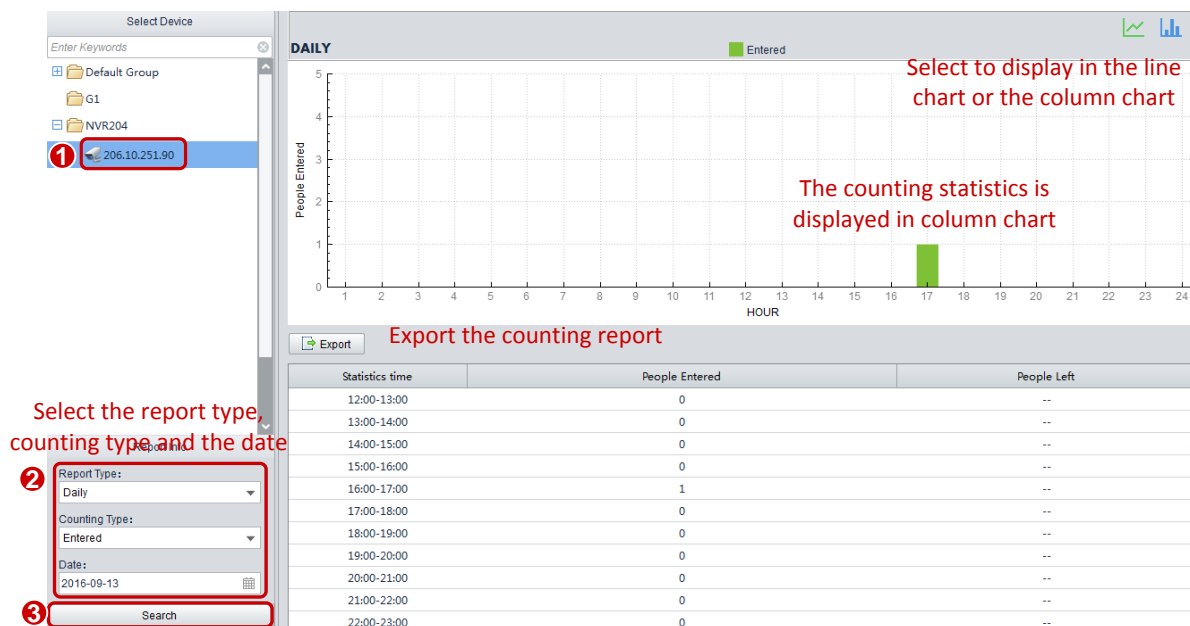 Select Device
Enter Keywords
Default Group
G1
NVR204
1
206.10.251.90
Select the report type,
counting type and the date
Report Info
2
Report Type:
Daily
Counting Type:
Entered
Date:
2016-09-13
3
Search
DAILY
Entered
Select to display in the line
chart or the column chart
The counting statistics is
displayed in column chart
People Entered
5
4
3
2
1
0
1 2 3 4 5 6 7 8 9 10 11 12 13 14 15 16 17 18 19 20 21 22 23 24
HOUR
Export
Export the counting report
Statistics time People Entered People Left
12:00-13:00 0 --
13:00-14:00 0 --
14:00-15:00 0 --
15:00-16:00 0 --
16:00-17:00 1 --
17:00-18:00 0 --
18:00-19:00 0 --
19:00-20:00 0 --
20:00-21:00 0 --
21:00-22:00 0 --
22:00-23:00 0 --